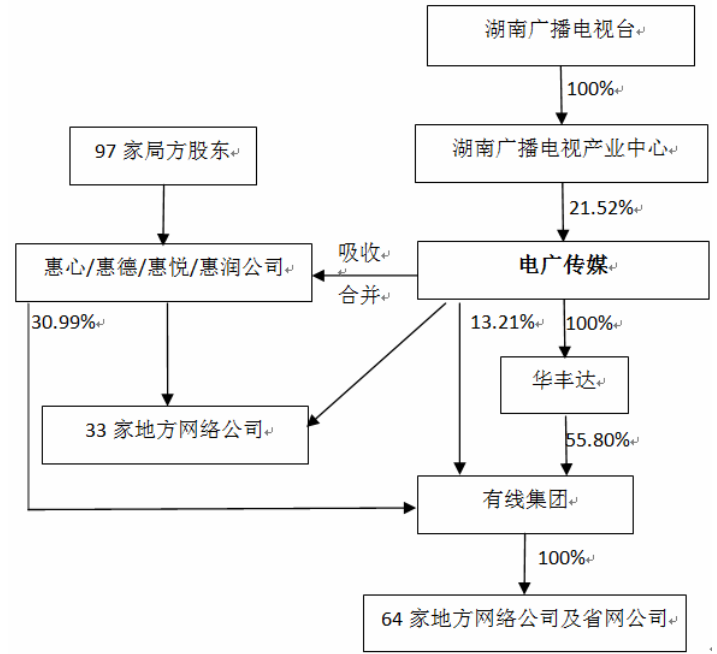 湖南广播电视台
100%
97 家局方股东
湖南广播电视产业中心
21.52%
惠心/惠德/惠悦/惠润公司
吸收
合并
电广传媒
30.99%
13.21%
100%
华丰达
33 家地方网络公司
55.80%
有线集团
100%
64 家地方网络公司及省网公司